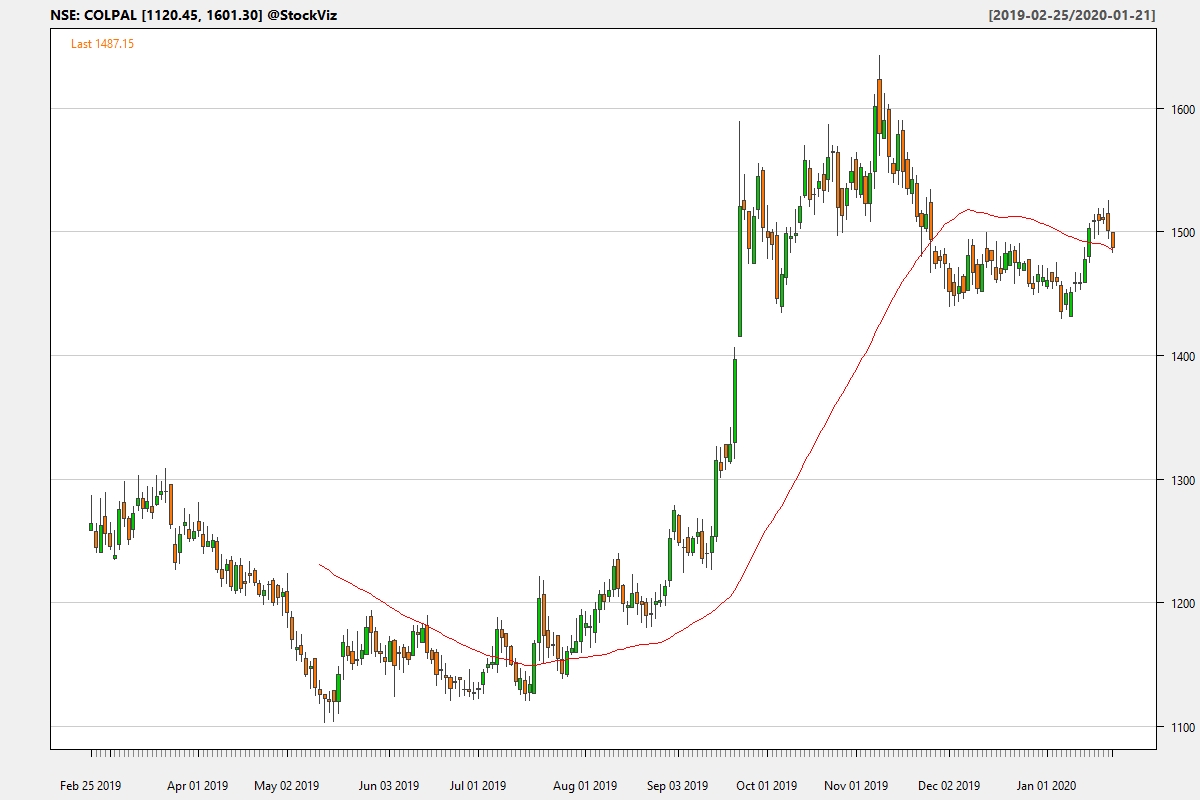 NSE: COLPAL [1120.45, 1601.30] @StockViz
[2019-02-25/2020-01-21]
Last 1487.15
1600
1500
1400
1300
1200
1100
Feb 25 2019 Apr 01 2019 May 02 2019 Jun 03 2019 Jul 01 2019 Aug 01 2019 Sep 03 2019 Oct 01 2019 Nov 01 2019 Dec 02 2019 Jan 01 2020